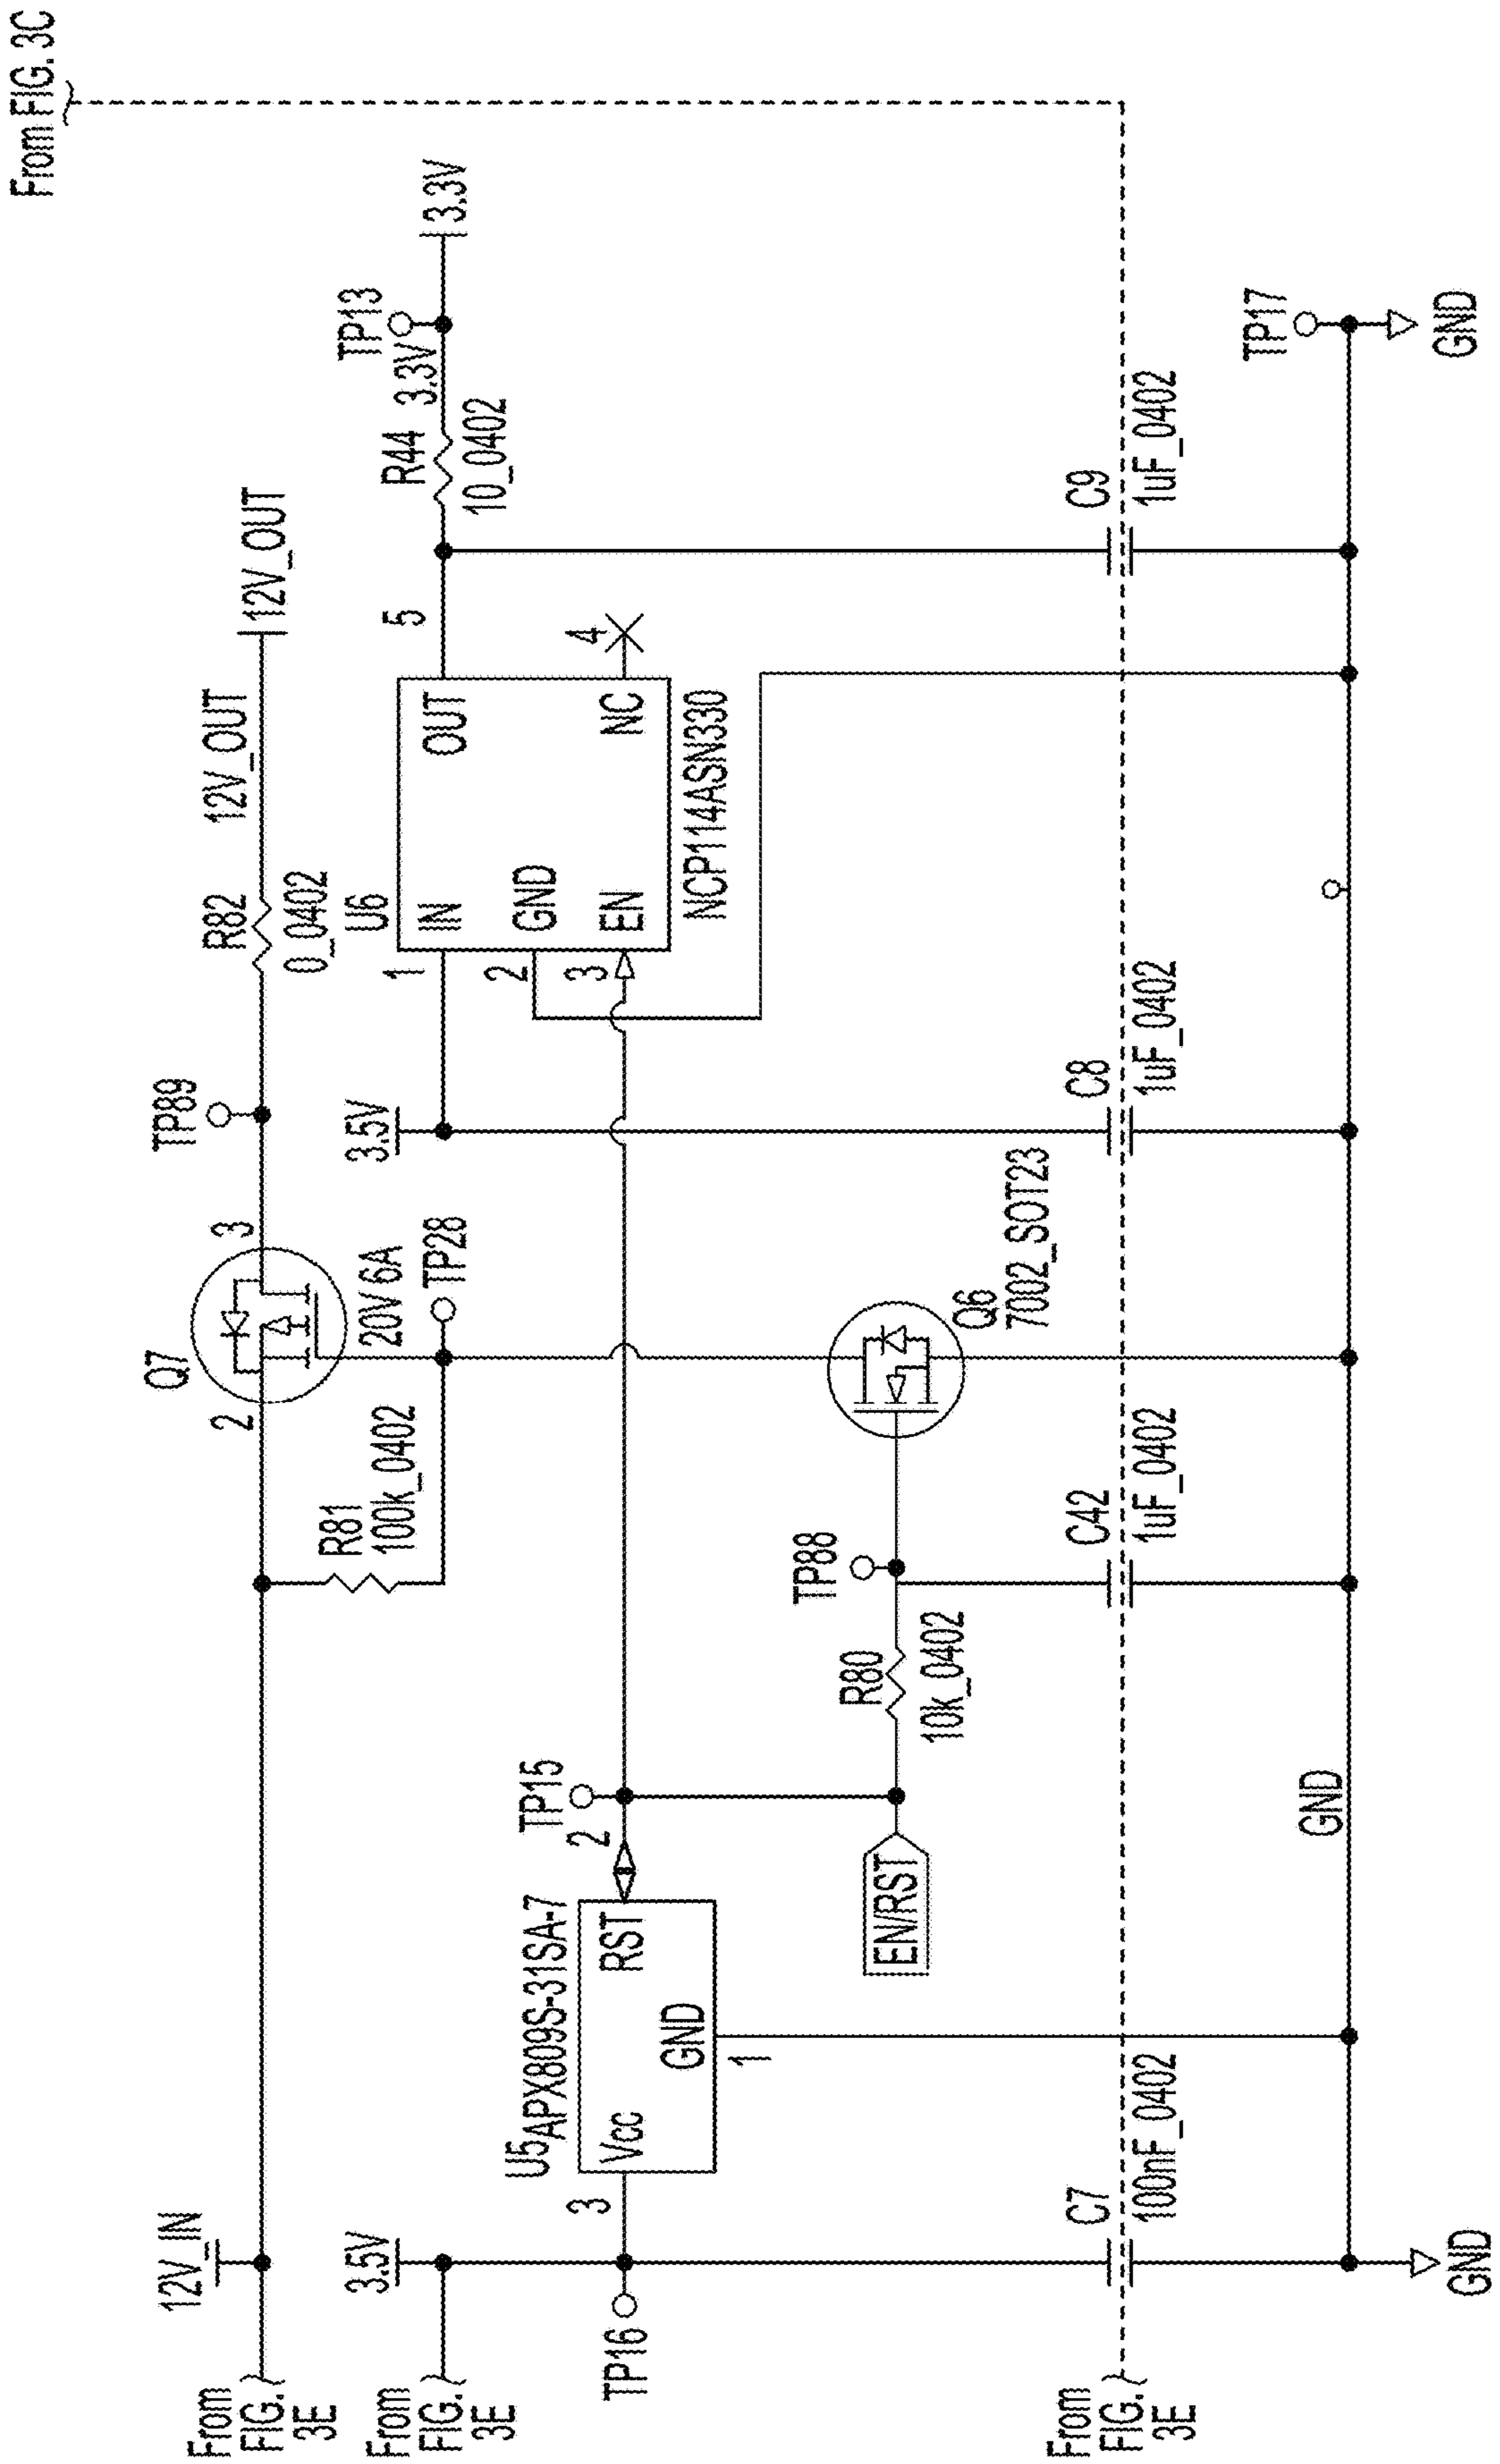 From FIG. 3C
From
FIG.
3E
12V_IN
Q7
2
3
20V 6A
R81
100k_0402
TP28
TP89
R82
0_0402
12V_OUT
12V_OUT
From
FIG.
3E
3.5V
TP16
3
U5
APX809S-31SA-7
Vcc
RST
GND
1
2
TP15
EN/RST
R80
10k_0402
TP88
Q6
7002_SOT23
3.5V
1
2
3
U6
IN
GND
EN
OUT
NC
NCP114ASN330
5
4
R44
10_0402
3.3V
TP13
3.3V
From
FIG.
3E
C7
100nF_0402
C42
1uF_0402
C8
1uF_0402
C9
1uF_0402
GND
GND
TP17
GND